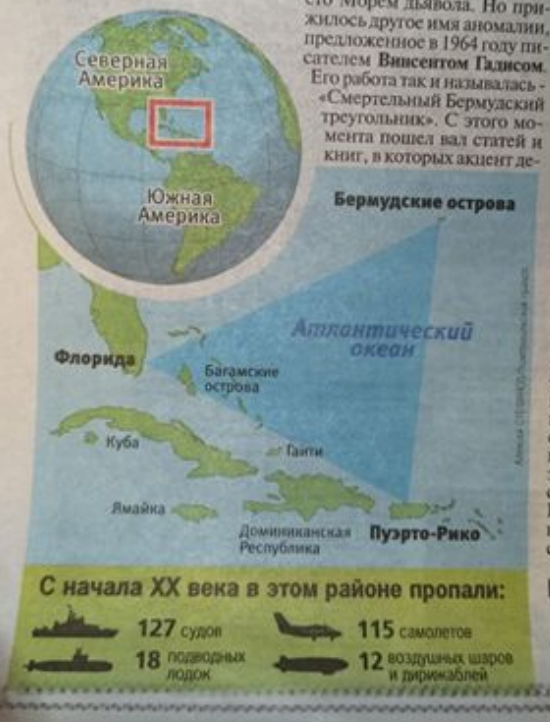 сто Морем дьявола. Но при-
жилось другое имя аномалии,
предложенное в 1964 году пи-
сателем Винсентом Гадисом.
Его работа так и называлась -
«Смертельный Бермудский
треугольник». С этого мо-
мента пошел вал статей и
книг, в которых акцент де-
Северная
Америка
Южная
Америка
Бермудские острова
Атлантический
океан
Флорида
Багамские
острова
Куба
Гаити
Ямайка
Доминиканская
Республика
Пуэрто-Рико
С начала XX века в этом районе пропали:
127 судов
115 самолетов
18 подводных
лодок
12 воздушных шаров
и дирижаблей